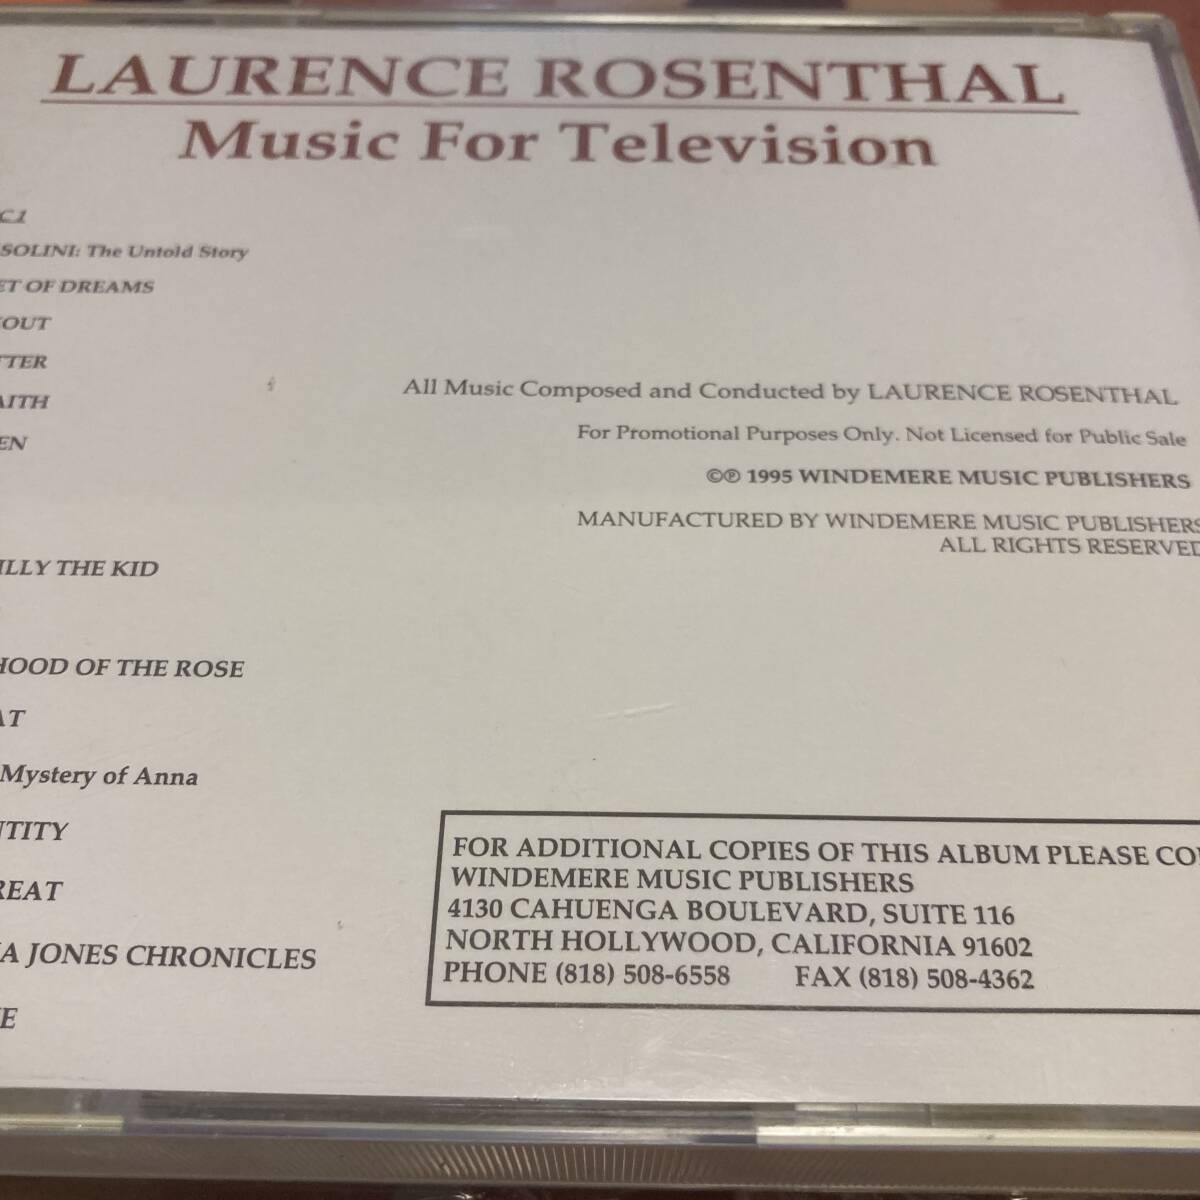 LAURENCE ROSENTHAL
Music For Television
C1
SOLINI: The Untold Story
ET OF DREAMS
OUT
TTER
AITH
EN
ILLY THE KID
HOOD OF THE ROSE
AT
Mystery of Anna
NTITY
REAT
A JONES CHRONICLES
E
All Music Composed and Conducted by LAURENCE ROSENTHAL
For Promotional Purposes Only. Not Licensed for Public Sale
©℗ 1995 WINDEMERE MUSIC PUBLISHERS
MANUFACTURED BY WINDEMERE MUSIC PUBLISHERS
ALL RIGHTS RESERVED
FOR ADDITIONAL COPIES OF THIS ALBUM PLEASE CO
WINDEMERE MUSIC PUBLISHERS
4130 CAHUENGA BOULEVARD, SUITE 116
NORTH HOLLYWOOD, CALIFORNIA 91602
PHONE (818) 508-6558 FAX (818) 508-4362